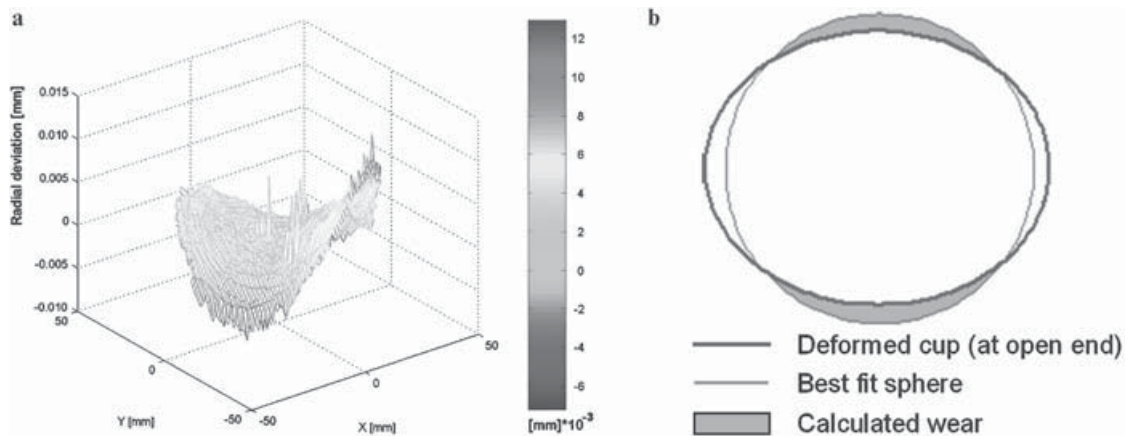 a
0.015
0.010
0.005
0
-0.005
-0.010
Radial deviation [mm]
50
0
-50
Y [mm]
-50
0
50
X [mm]
12
10
8
6
4
2
0
-2
-4
-6
[mm]*10-3
b
Deformed cup (at open end)
Best fit sphere
Calculated wear